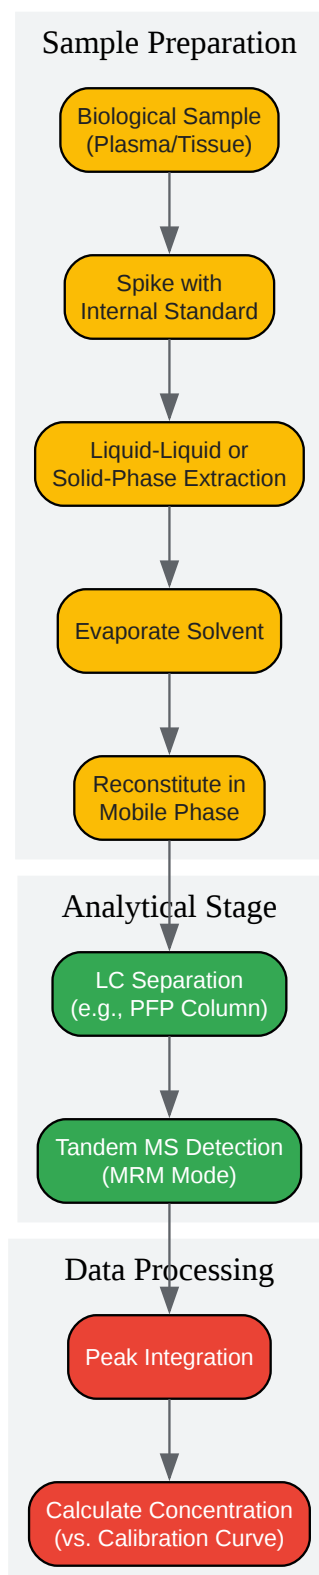 Sample Preparation
Biological Sample
(Plasma/Tissue)
Spike with
Internal Standard
Liquid-Liquid or
Solid-Phase Extraction
Evaporate Solvent
Reconstitute in
Mobile Phase
Analytical Stage
LC Separation
(e.g., PFP Column)
Tandem MS Detection
(MRM Mode)
Data Processing
Peak Integration
Calculate Concentration
(vs. Calibration Curve)